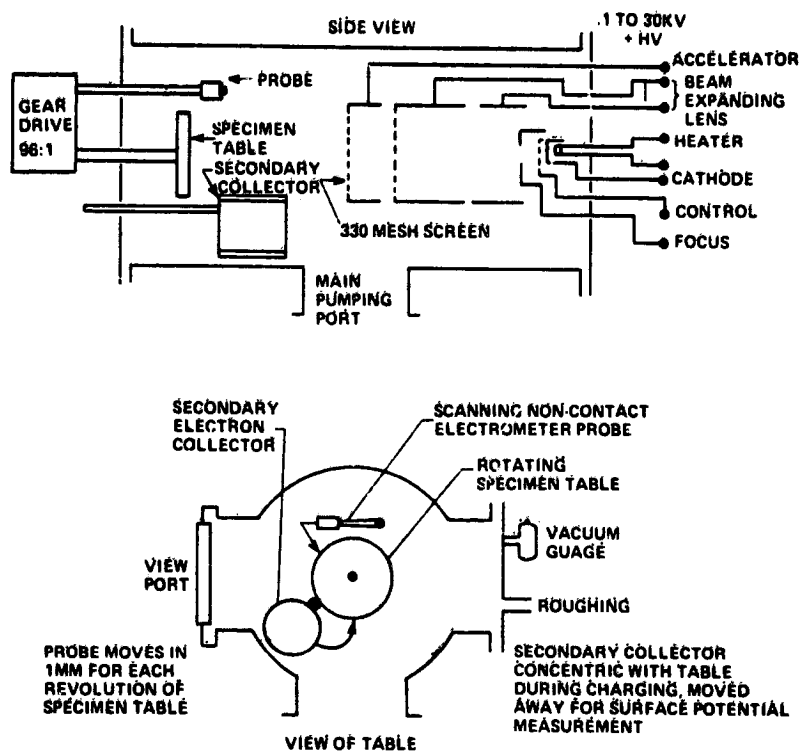 SIDE VIEW
.1 TO 30KV
+ HV
GEAR
DRIVE
96:1
PROBE
SPECIMEN
TABLE
SECONDARY
COLLECTOR
330 MESH SCREEN
ACCELERATOR
BEAM
EXPANDING
LENS
HEATER
CATHODE
CONTROL
FOCUS
MAIN
PUMPING
PORT
SECONDARY
ELECTRON
COLLECTOR
SCANNING NON-CONTACT
ELECTROMETER PROBE
ROTATING
SPECIMEN TABLE
VIEW
PORT
VACUUM
GUAGE
ROUGHING
PROBE MOVES IN
1MM FOR EACH
REVOLUTION OF
SPECIMEN TABLE
SECONDARY COLLECTOR
CONCENTRIC WITH TABLE
DURING CHARGING, MOVED
AWAY FOR SURFACE POTENTIAL
MEASUREMENT
VIEW OF TABLE